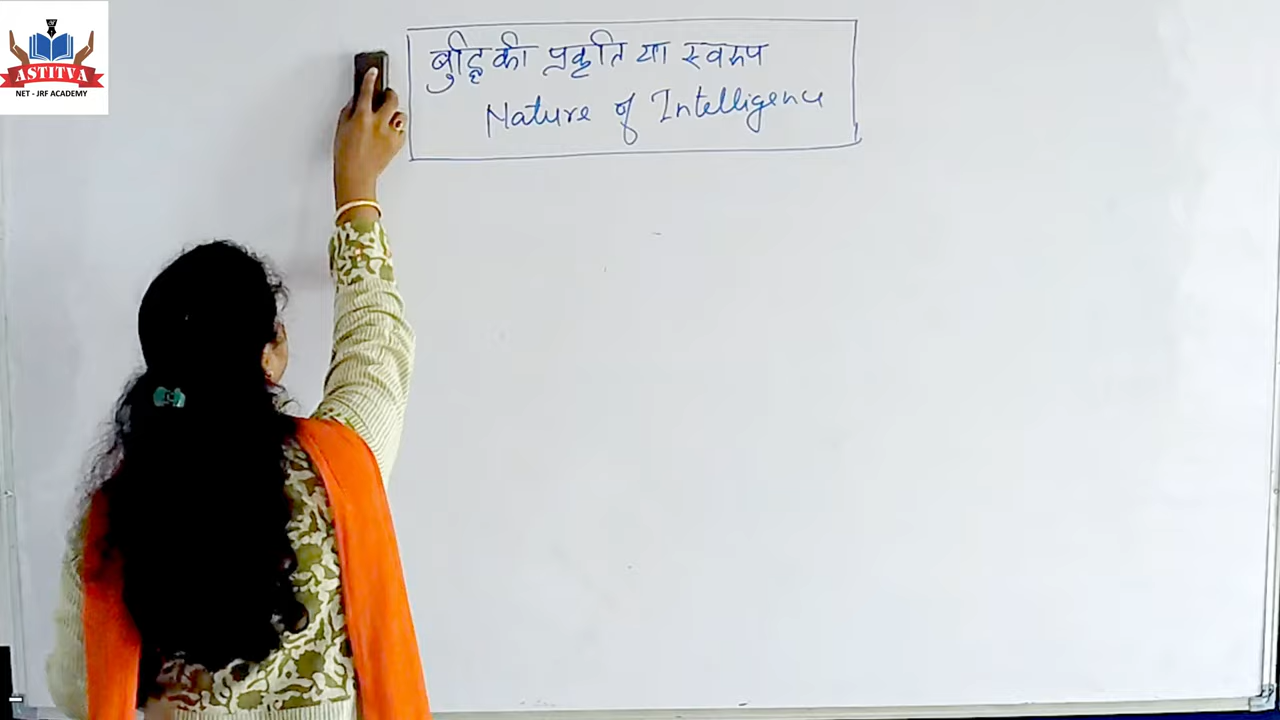 ASTITVA
NET - JRF ACADEMY
बुद्धि की प्रकृति या स्वरूप
Nature of Intelligence